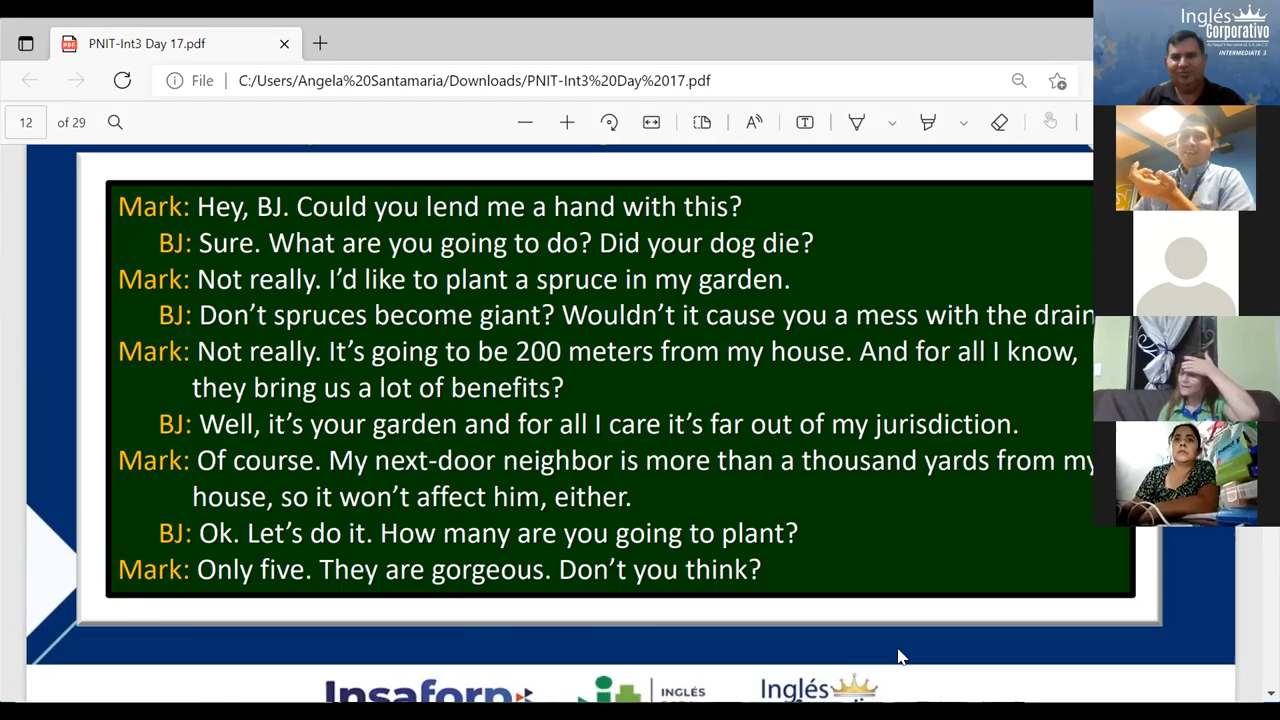 PNIT-Int3 Day 17.pdf
File C:/Users/Angela%20Santamaria/Downloads/PNIT-Int3%20Day%2017.pdf
12 of 29
Mark: Hey, BJ. Could you lend me a hand with this?
BJ: Sure. What are you going to do? Did your dog die?
Mark: Not really. I'd like to plant a spruce in my garden.
BJ: Don't spruces become giant? Wouldn't it cause you a mess with the drain
Mark: Not really. It's going to be 200 meters from my house. And for all I know,
they bring us a lot of benefits?
BJ: Well, it's your garden and for all I care it's far out of my jurisdiction.
Mark: Of course. My next-door neighbor is more than a thousand yards from my
house, so it won't affect him, either.
BJ: Ok. Let's do it. How many are you going to plant?
Mark: Only five. They are gorgeous. Don't you think?
Insaforp
INGLÉS
Inglés
Inglés
Corporativo
INTERMEDIATE 3